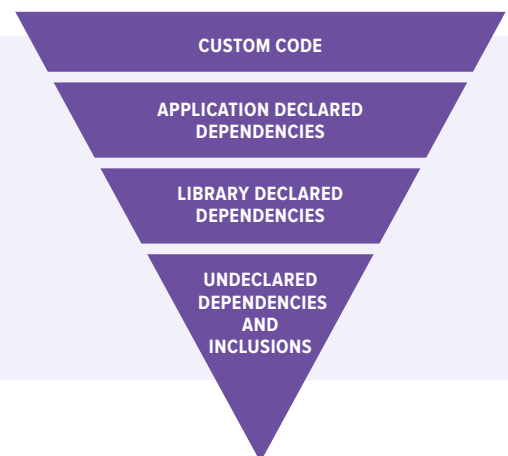 CUSTOM CODE
APPLICATION DECLARED
DEPENDENCIES
LIBRARY DECLARED
DEPENDENCIES
UNDECLARED
DEPENDENCIES
AND
INCLUSIONS